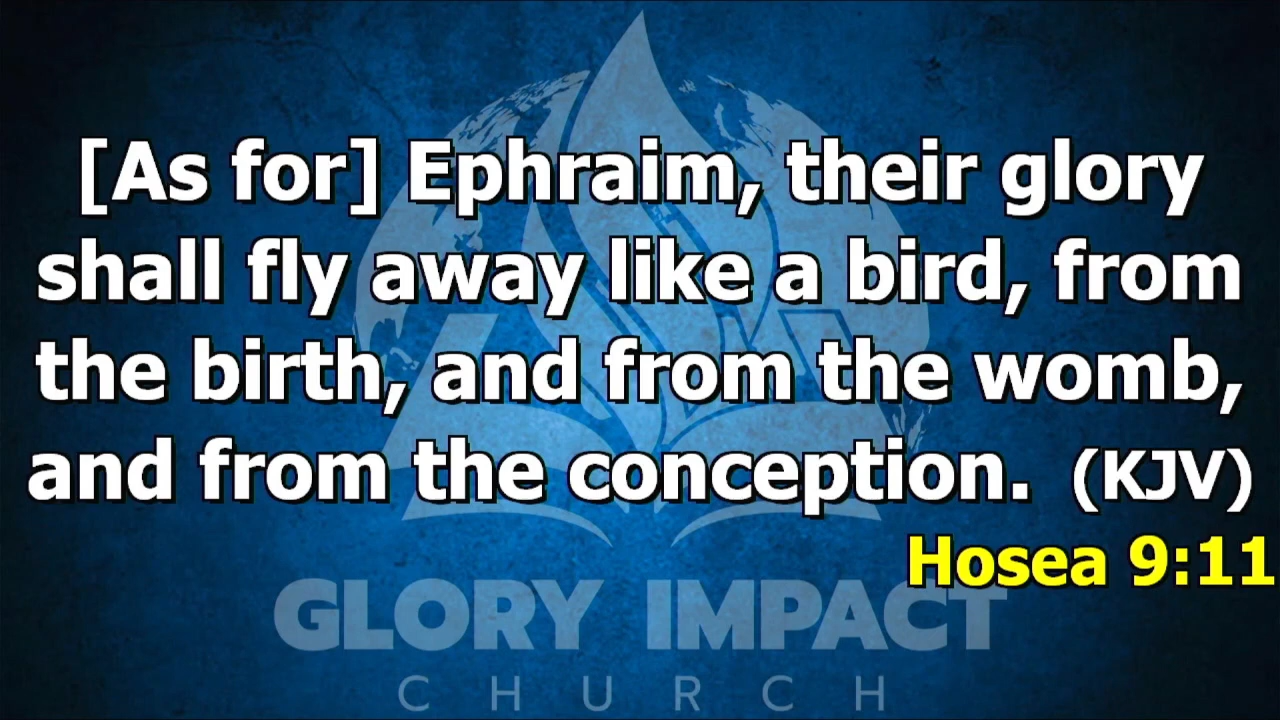 [As for] Ephraim, their glory
shall fly away like a bird, from
the birth, and from the womb,
and from the conception. (KJV)
Hosea 9:11
GLORY IMPACT
CHURCH